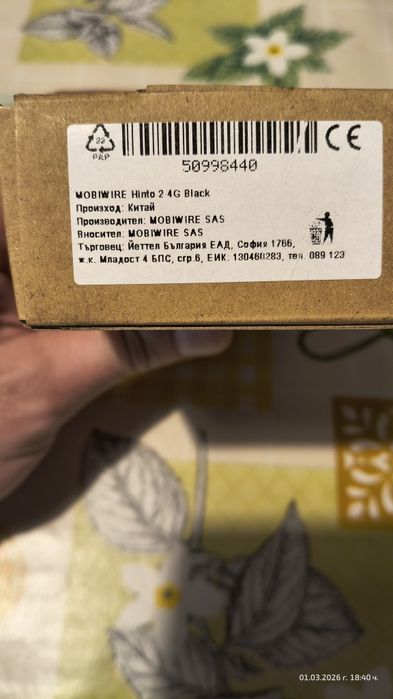 22
PAP
CE
50998440
MOBIWIRE Hinto 2 4G Black
Произход: Китай
Производител: MOBIWIRE SAS
Вносител: MOBIWIRE SAS
Търговец: Йеттел България ЕАД, София 1766,
ж.к. Младост 4 БПС, сгр.6, ЕИК. 130460283, тел. 089 123
01.03.2026 г. 18:40 ч.